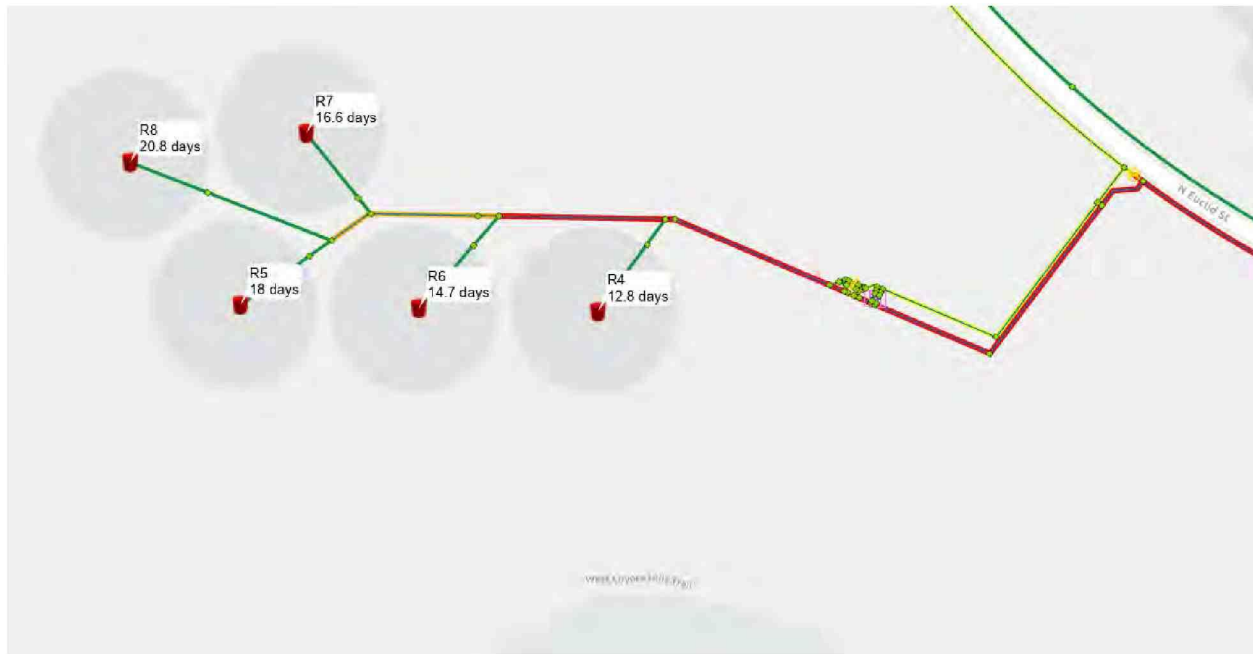 R7
16.6 days
R8
20.8 days
N Euclid St
R5
18 days
R6
14.7 days
R4
12.8 days